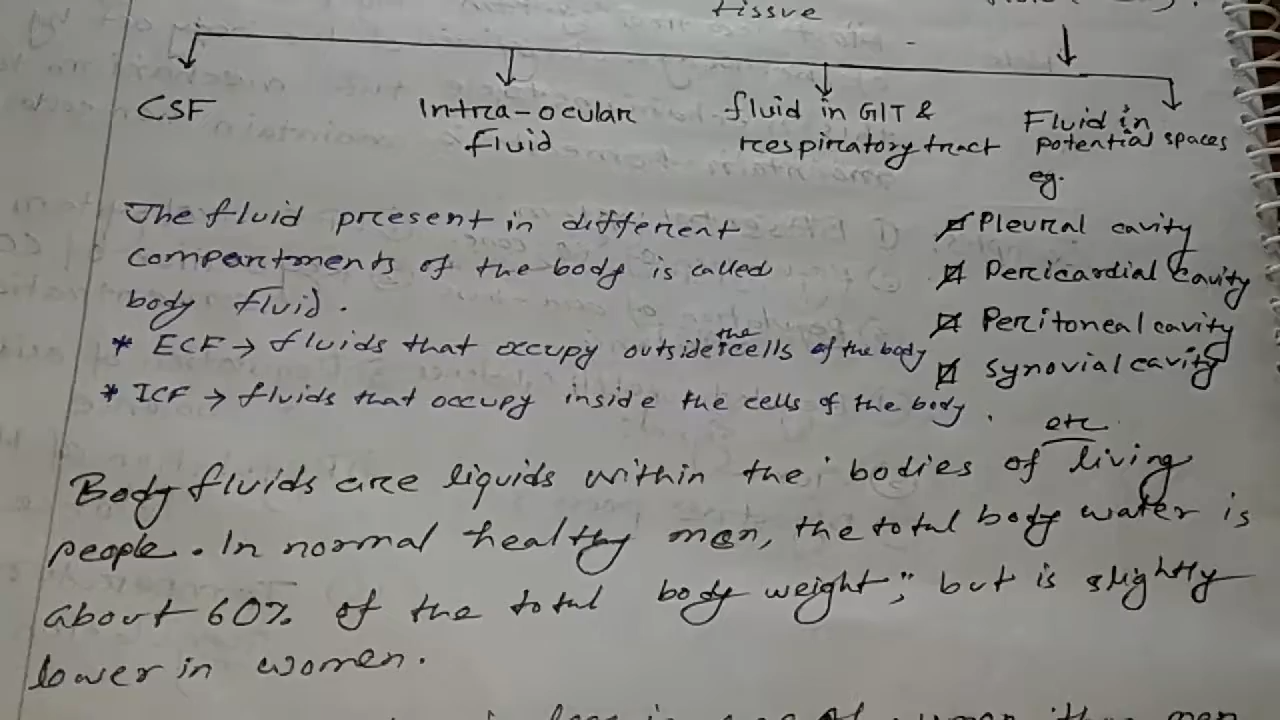 tissue
CSF
Intra-ocular
fluid
fluid in GIT &
respiratory tract
Fluid in
potential spaces
eg.
Pleural cavity
Pericardial cavity
Peritoneal cavity
Synovial cavity
etc
The fluid present in different
compartments of the body is called
body fluid.
* ECF → fluids that occupy outside the cells of the body
* ICF → fluids that occupy inside the cells of the body.
Body fluids are liquids within the bodies of living
people. In normal healthy men, the total body water is
about 60% of the total body weight", but is slightly
lower in women.